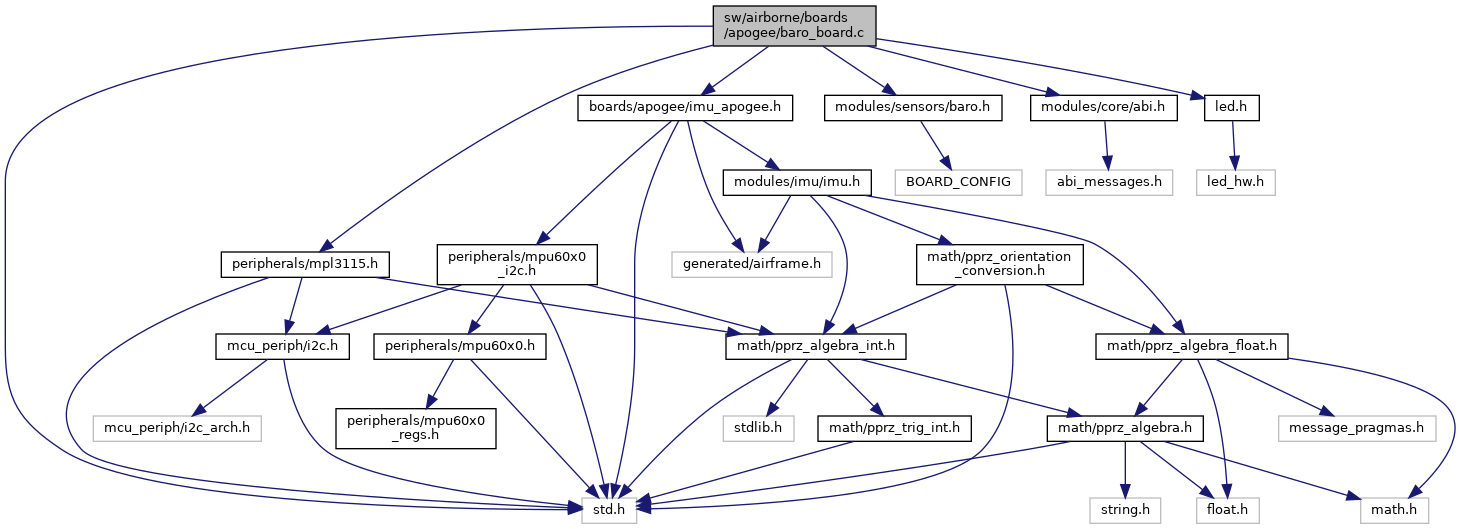 sw/airborne/boards
/apogee/baro_board.c
boards/apogee/imu_apogee.h
modules/sensors/baro.h
modules/core/abi.h
led.h
modules/imu/imu.h
BOARD_CONFIG
abi_messages.h
led_hw.h
peripherals/mpl3115.h
peripherals/mpu60x0
_i2c.h
generated/airframe.h
math/pprz_orientation
_conversion.h
mcu_periph/i2c.h
peripherals/mpu60x0.h
math/pprz_algebra_int.h
math/pprz_algebra_float.h
mcu_periph/i2c_arch.h
peripherals/mpu60x0
_regs.h
stdlib.h
math/pprz_trig_int.h
math/pprz_algebra.h
message_pragmas.h
std.h
string.h
float.h
math.h